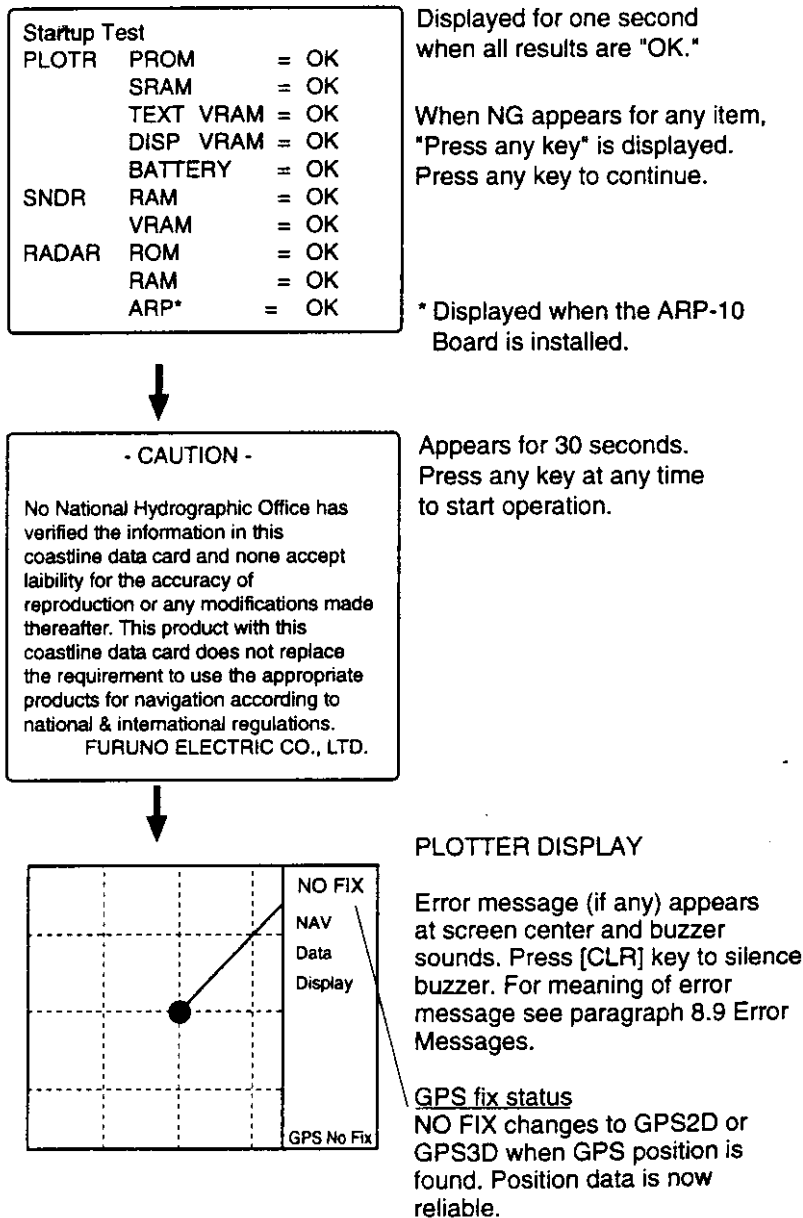 Startup Test
PLOTR PROM = OK
SRAM = OK
TEXT VRAM = OK
DISP VRAM = OK
BATTERY = OK
SNDR RAM = OK
VRAM = OK
RADAR ROM = OK
RAM = OK
ARP* = OK
Displayed for one second
when all results are "OK."
When NG appears for any item,
"Press any key" is displayed.
Press any key to continue.
* Displayed when the ARP-10
Board is installed.
- CAUTION -
No National Hydrographic Office has
verified the information in this
coastline data card and none accept
laibility for the accuracy of
reproduction or any modifications made
thereafter. This product with this
coastline data card does not replace
the requirement to use the appropriate
products for navigation according to
national & international regulations.
FURUNO ELECTRIC CO., LTD.
Appears for 30 seconds.
Press any key at any time
to start operation.
NO FIX
NAV
Data
Display
GPS No Fix
PLOTTER DISPLAY
Error message (if any) appears
at screen center and buzzer
sounds. Press [CLR] key to silence
buzzer. For meaning of error
message see paragraph 8.9 Error
Messages.
GPS fix status
NO FIX changes to GPS2D or
GPS3D when GPS position is
found. Position data is now
reliable.